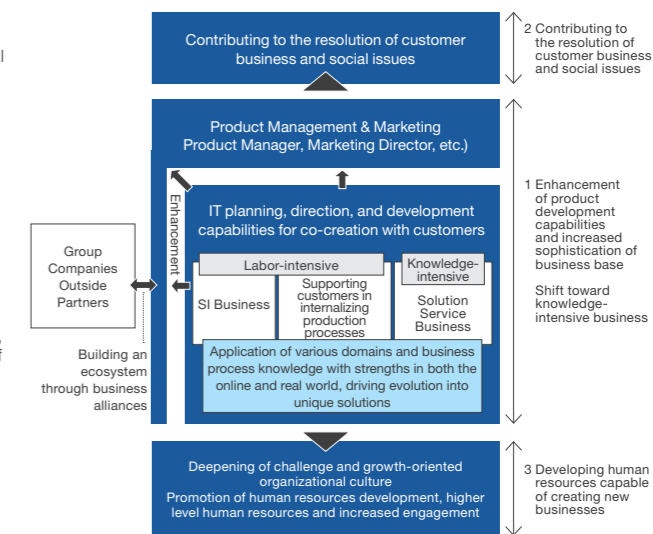 Contributing to the resolution of customer
business and social issues
2 Contributing to
the resolution of
customer business
and social issues
Product Management & Marketing
Product Manager, Marketing Director, etc.)
Enhancement
IT planning, direction, and development
capabilities for co-creation with customers
Labor-intensive
Knowledge-
intensive
SI Business
Supporting
customers in
internalizing
production
processes
Solution
Service
Business
Application of various domains and business
process knowledge with strengths in both the
online and real world, driving evolution into
unique solutions
Group
Companies
Outside
Partners
Building an
ecosystem
through business
alliances
1 Enhancement
of product
development
capabilities
and increased
sophistication of
business base
Shift toward
knowledge-
intensive business
Deepening of challenge and growth-oriented
organizational culture
Promotion of human resources development, higher
level human resources and increased engagement
3 Developing human
resources capable
of creating new
businesses